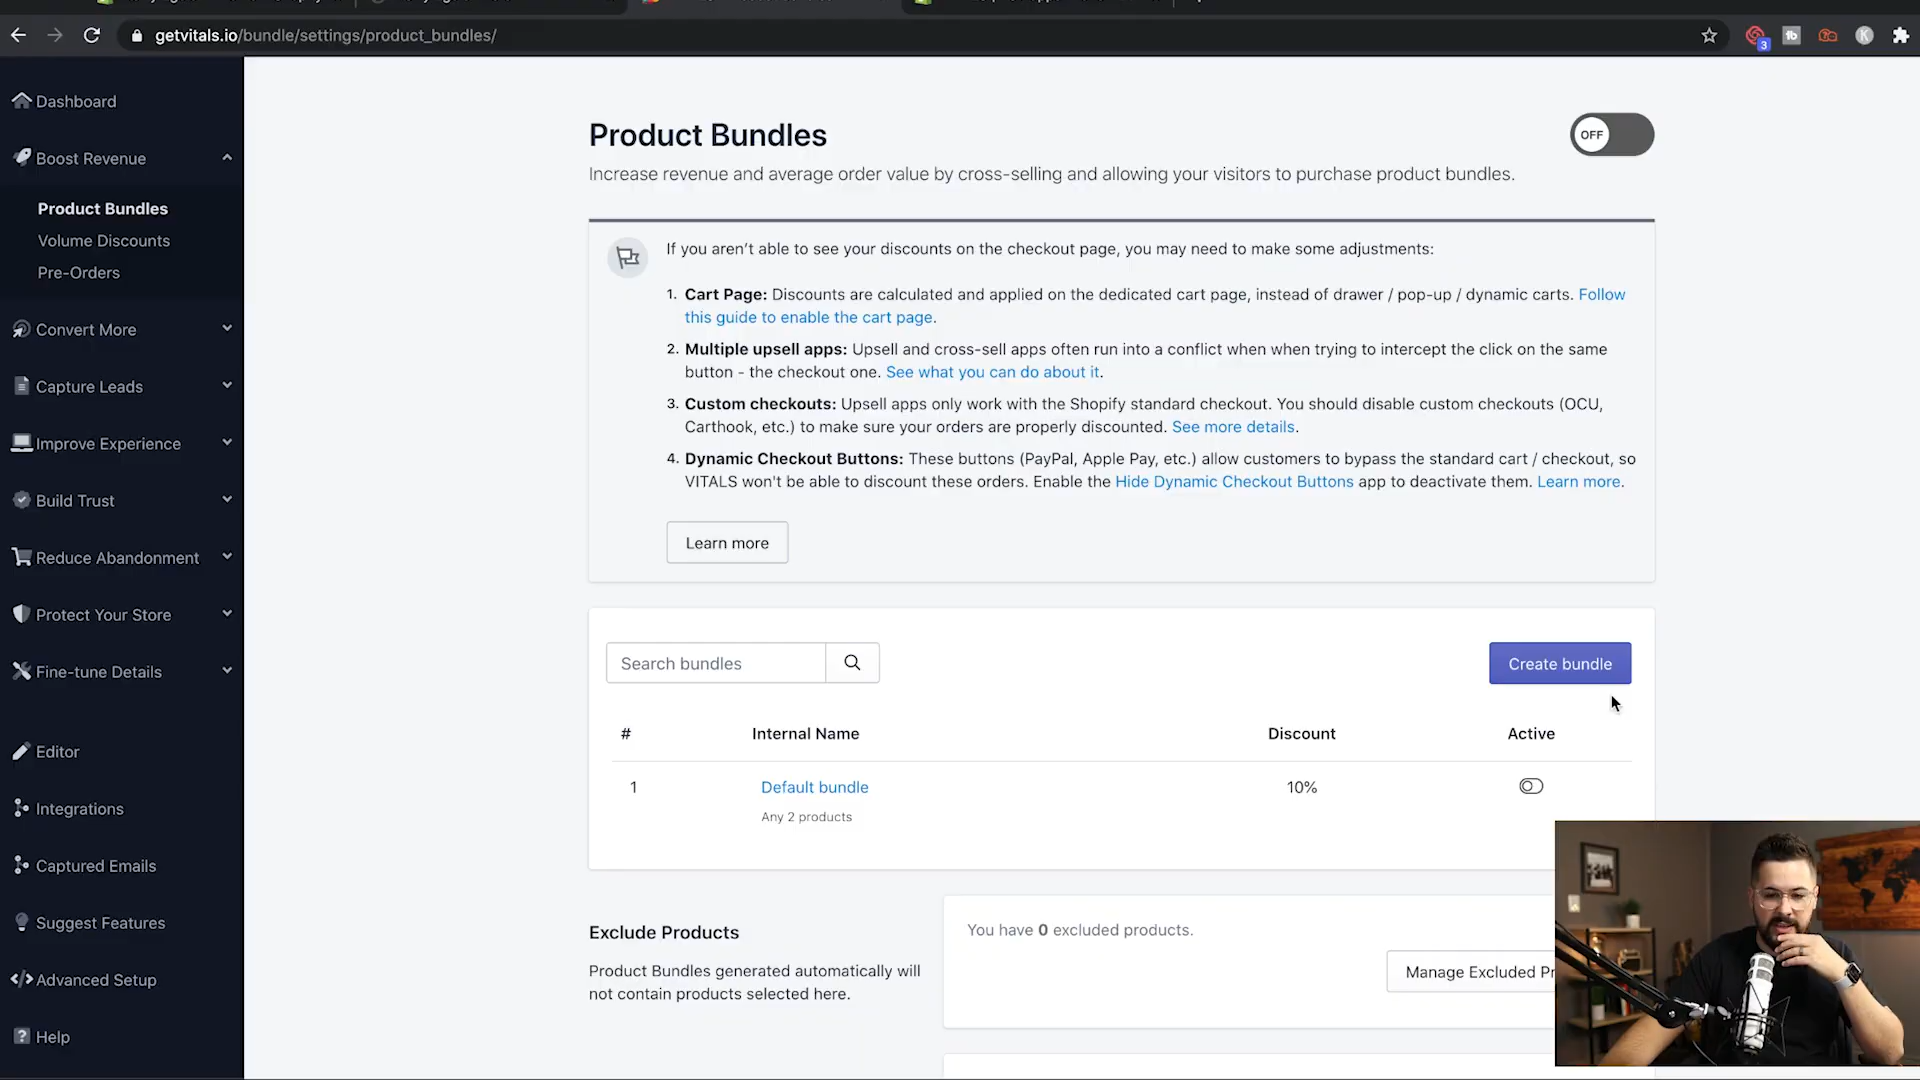 getvitals.io/bundle/settings/product_bundles/
3
tb
K
Dashboard
Boost Revenue
Product Bundles
Volume Discounts
Pre-Orders
Convert More
Capture Leads
Improve Experience
Build Trust
Reduce Abandonment
Protect Your Store
Fine-tune Details
Editor
Integrations
Captured Emails
Suggest Features
Advanced Setup
Help
Product Bundles
OFF
Increase revenue and average order value by cross-selling and allowing your visitors to purchase product bundles.
If you aren't able to see your discounts on the checkout page, you may need to make some adjustments:
1. Cart Page: Discounts are calculated and applied on the dedicated cart page, instead of drawer / pop-up / dynamic carts. Follow
this guide to enable the cart page.
2. Multiple upsell apps: Upsell and cross-sell apps often run into a conflict when when trying to intercept the click on the same
button - the checkout one. See what you can do about it.
3. Custom checkouts: Upsell apps only work with the Shopify standard checkout. You should disable custom checkouts (OCU,
Carthook, etc.) to make sure your orders are properly discounted. See more details.
4. Dynamic Checkout Buttons: These buttons (PayPal, Apple Pay, etc.) allow customers to bypass the standard cart / checkout, so
VITALS won't be able to discount these orders. Enable the Hide Dynamic Checkout Buttons app to deactivate them. Learn more.
Learn more
Search bundles
Create bundle
# Internal Name Discount Active
1 Default bundle 10%
Any 2 products
Exclude Products
Product Bundles generated automatically will
not contain products selected here.
You have 0 excluded products.
Manage Excluded Pr